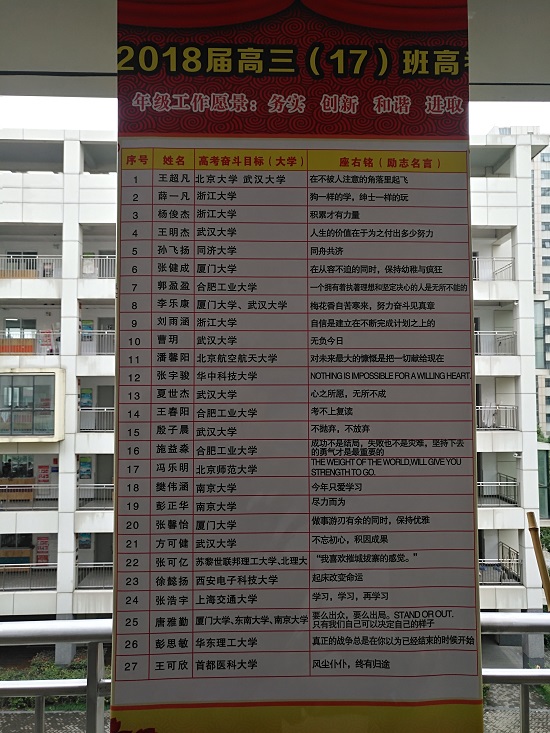 2018届高三（17）班高考
年级工作愿景：务实 创新 和谐 进取
序号 姓名 高考奋斗目标（大学） 座右铭（励志名言）
1 王超凡 北京大学 武汉大学 在不被人注意的角落里起飞
2 薛一凡 浙江大学 狗一样的学，绅士一样的玩
3 杨俊杰 浙江大学 积累才有力量
4 王明杰 武汉大学 人生的价值在于为之付出多少努力
5 孙飞扬 同济大学 同舟共济
6 张健成 厦门大学 在从容不迫的同时，保持幼稚与疯狂
7 郭盈盈 合肥工业大学 一个拥有着执著理想和坚定决心的人是无所不能的
8 李乐康 厦门大学、武汉大学 梅花香自苦寒来，努力奋斗见真章
9 刘雨涵 浙江大学 自信是建立在不断完成计划之上的
10 曹玥 武汉大学 无负今日
11 潘馨阳 北京航空航天大学 对未来最大的慷慨是把一切献给现在
12 张宇骏 华中科技大学 NOTHING IS IMPOSSIBLE FOR A WILLING HEART.
13 夏世杰 武汉大学 心之所愿，无所不成
14 王春阳 合肥工业大学 考不上复读
15 殷子晨 武汉大学 不抛弃，不放弃
16 施益淼 合肥工业大学 成功不是结局，失败也不是灾难，坚持下去
的勇气才是最重要的
17 冯乐明 北京师范大学 THE WEIGHT OF THE WORLD,WILL GIVE YOU
STRENGTH TO GO.
18 樊伟涵 南京大学 今年只爱学习
19 彭正华 南京大学 尽力而为
20 张馨怡 厦门大学 做事游刃有余的同时，保持优雅
21 方可健 武汉大学 不忘初心，积因成果
22 张可亿 苏黎世联邦理工大学、北理大 “我喜欢摧城拔寨的感觉。”
23 徐懿扬 西安电子科技大学 起床改变命运
24 张浩宇 上海交通大学 学习，学习，再学习
25 唐雅勤 厦门大学、东南大学、南京大学 要么出众，要么出局。STAND OR OUT.
只有我们自己可以决定自己的样子
26 彭思敏 华东理工大学 真正的战争总是在你以为已经结束的时候开始
27 王可欣 首都医科大学 风尘仆仆，终有归途